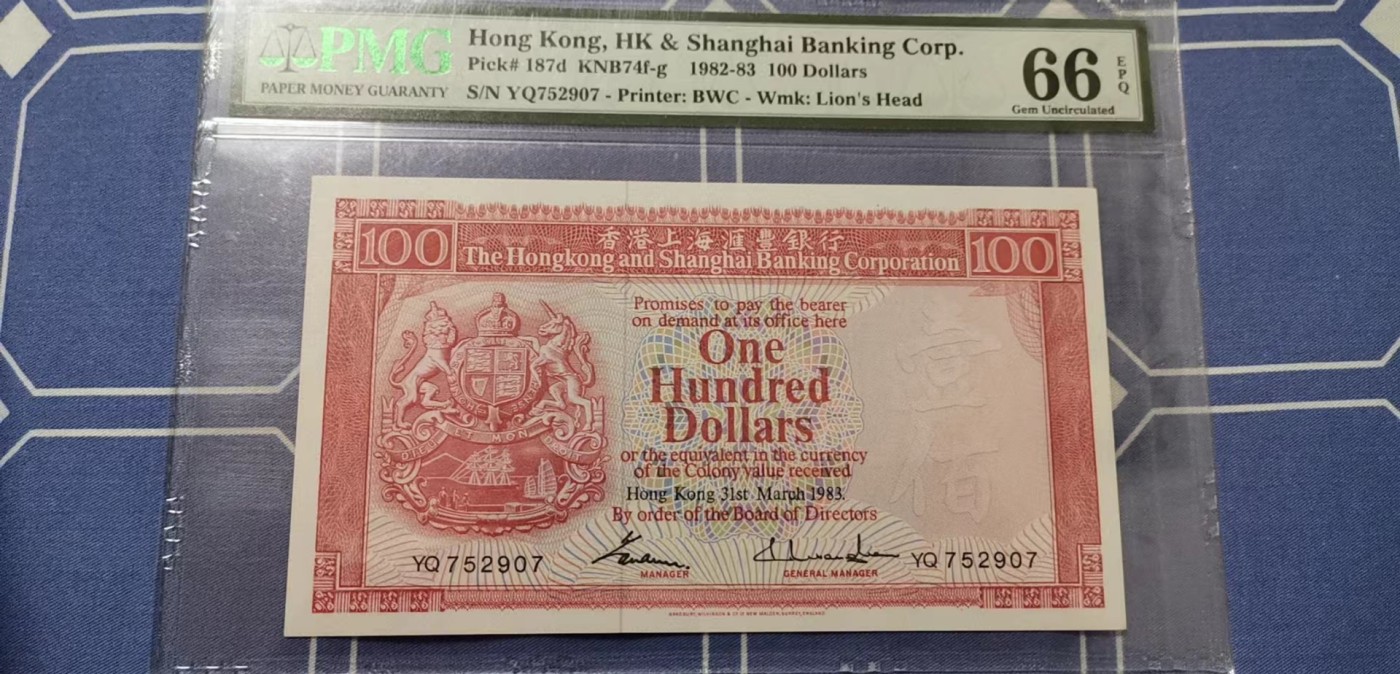 PMG
PAPER MONEY GUARANTY
Hong Kong, HK & Shanghai Banking Corp.
Pick# 187d KNB74f-g 1982-83 100 Dollars
S/N YQ752907 - Printer: BWC - Wmk: Lion's Head
66
EPQ
Gem Uncirculated
100
香港上海滙豐銀行
100
The Hongkong and Shanghai Banking Corporation
Promises to pay the bearer
on demand at its office here
One
Hundred
Dollars
or the equivalent in the currency
of the Colony value received
Hong Kong 31st March 1983.
By order of the Board of Directors
壹
佰
YQ 752907
MANAGER
GENERAL MANAGER
YQ 752907